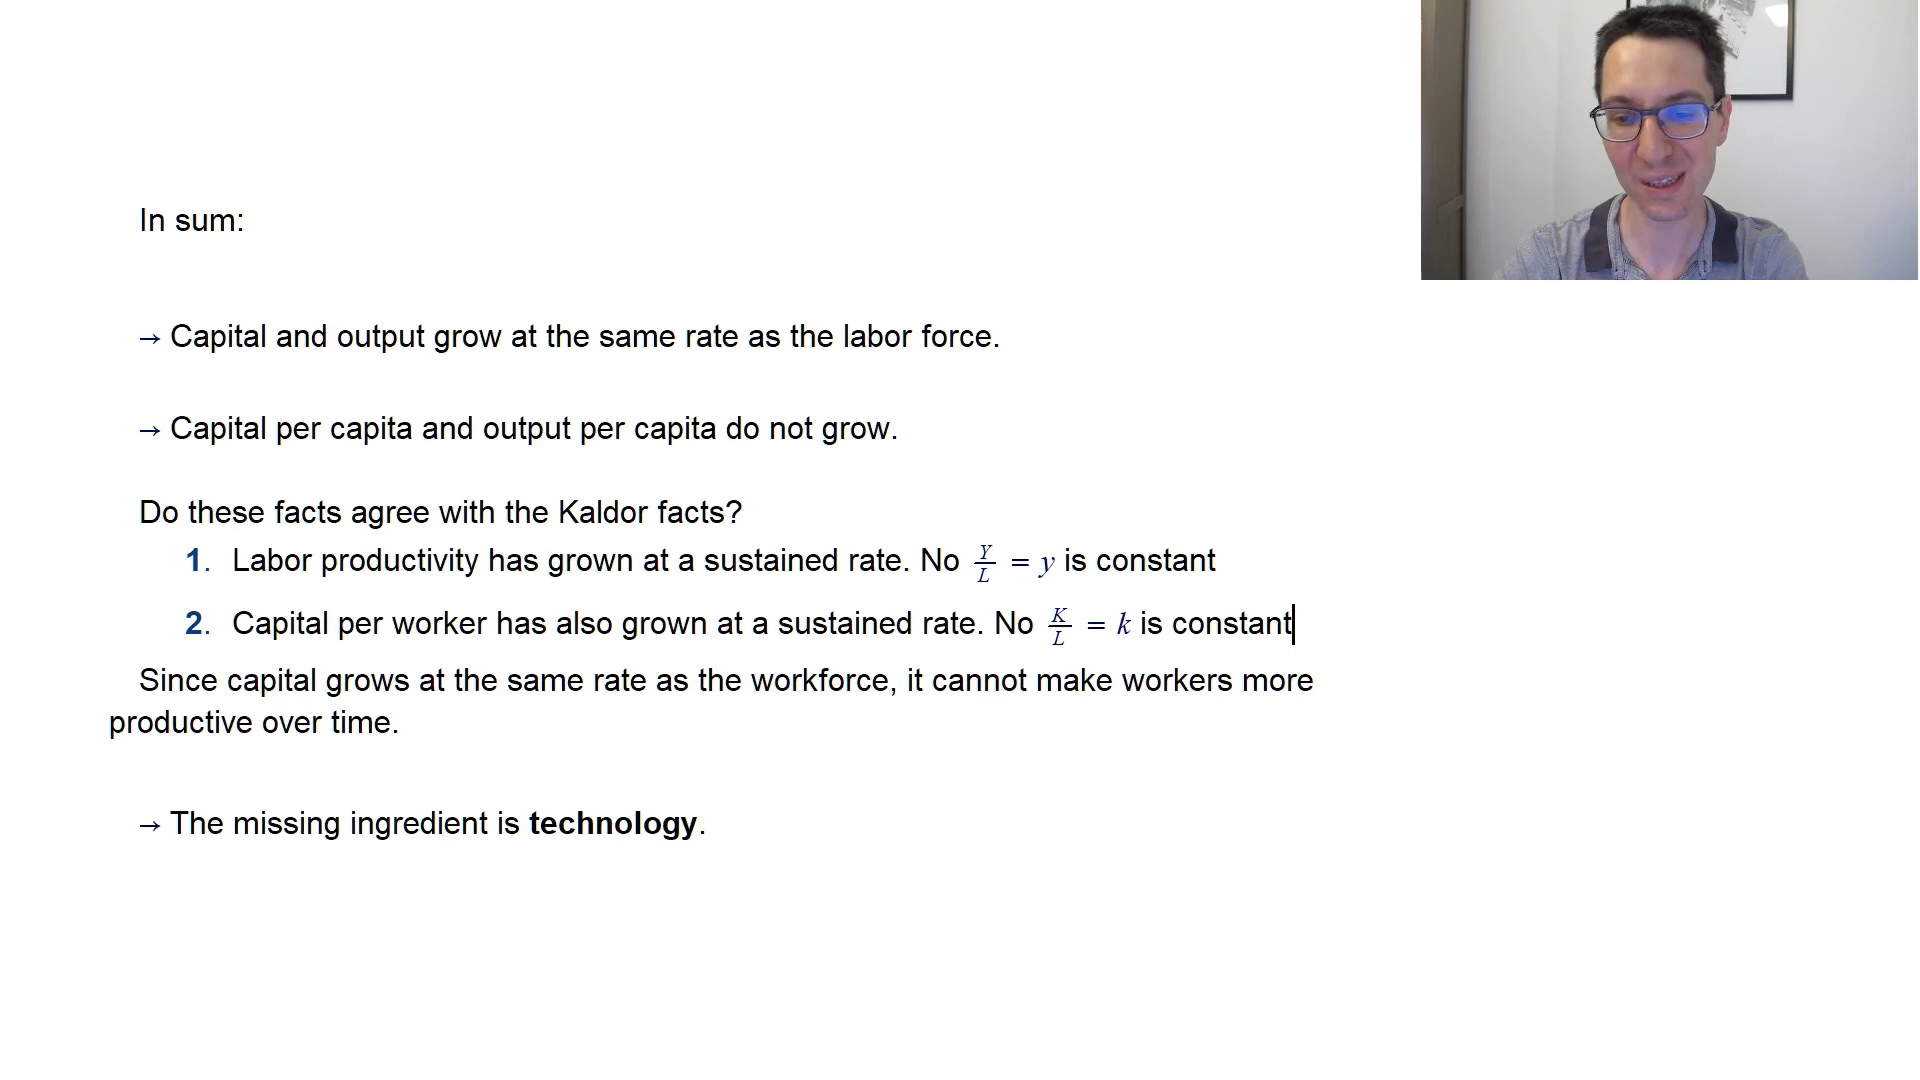 In sum:
→ Capital and output grow at the same rate as the labor force.
→ Capital per capita and output per capita do not grow.
Do these facts agree with the Kaldor facts?
1. Labor productivity has grown at a sustained rate. No Y/L = y is constant
2. Capital per worker has also grown at a sustained rate. No K/L = k is constant
Since capital grows at the same rate as the workforce, it cannot make workers more
productive over time.
→ The missing ingredient is technology.